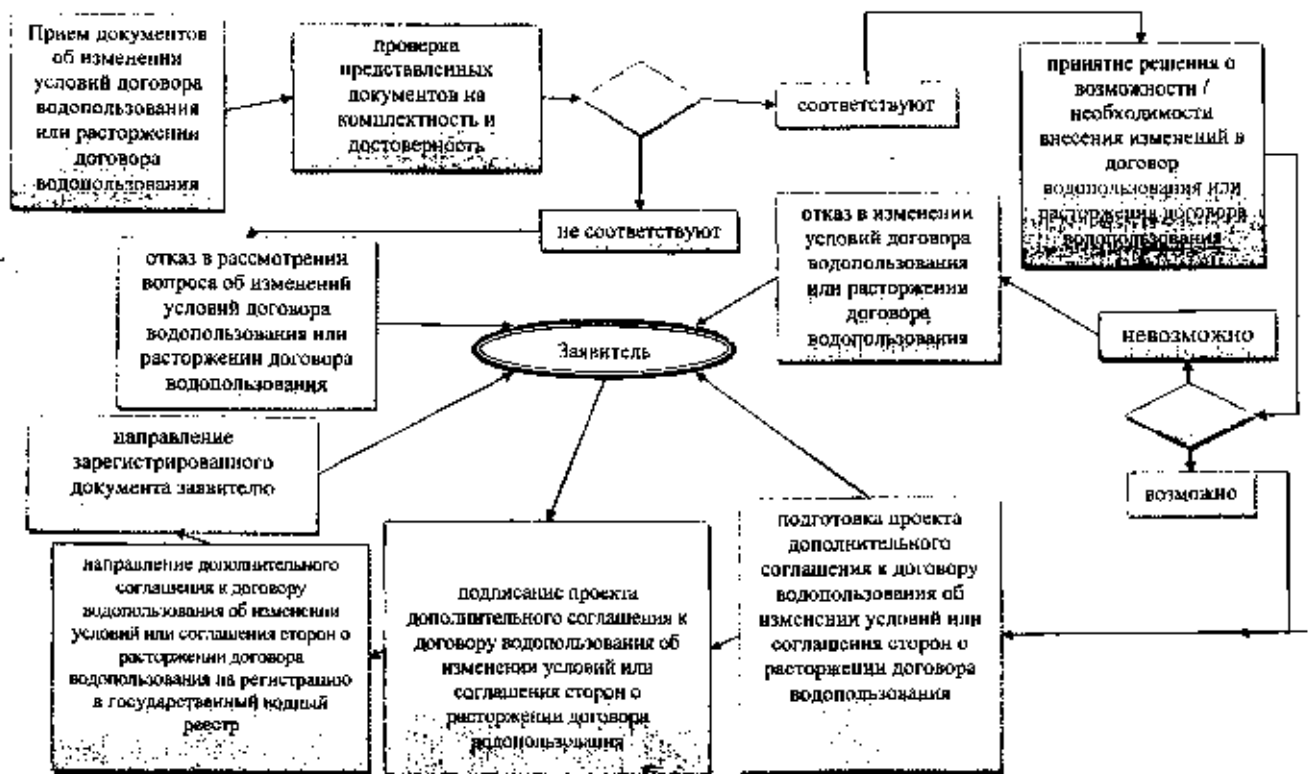 Прием документов
об изменении
условий договора
водопользования
или расторжении
договора
водопользования
проверка
представленных
документов на
комплектность и
достоверность
соответствуют
принятие решения о
возможности /
необходимости
внесения изменений в
договор
водопользования или
расторжения договора
водопользования
не соответствуют
отказ в изменении
условий договора
водопользования
или расторжении
договора
водопользования
отказ в рассмотрении
вопроса об изменений
условий договора
водопользования или
расторжении договора
водопользования
Заявитель
невозможно
возможно
направление
зарегистрированного
документа заявителю
подготовка проекта
дополнительного
соглашения к договору
водопользования об
изменении условий или
соглашения сторон о
расторжении договора
водопользования
подписание проекта
дополнительного соглашения к
договору водопользования об
изменении условий или
соглашения сторон о
расторжении договора
водопользования
направление дополнительного
соглашения к договору
водопользования об изменении
условий или соглашения сторон о
расторжении договора
водопользования на регистрацию
в государственный водный
реестр